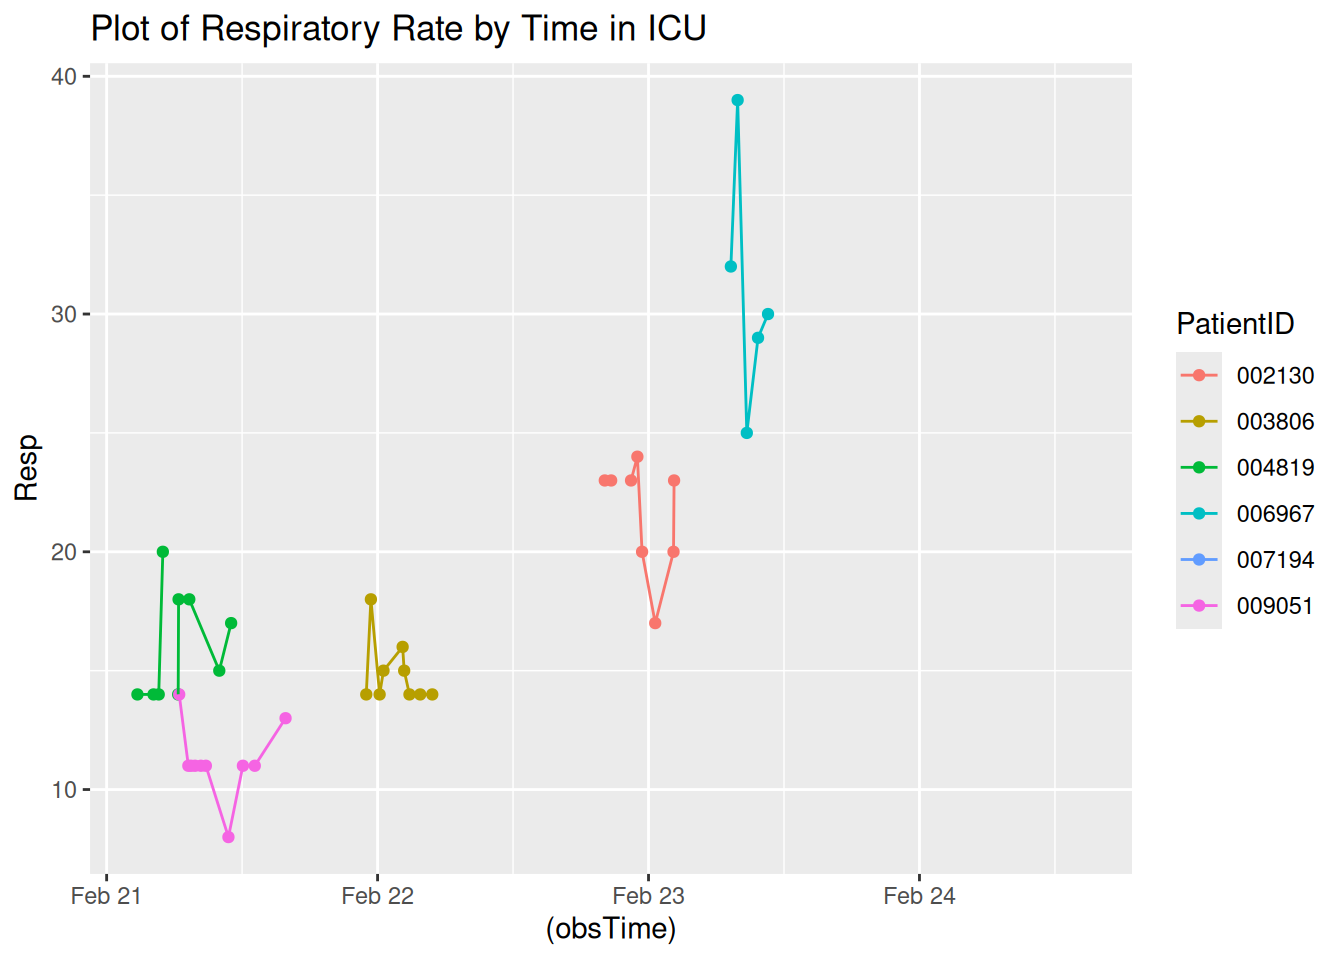 Plot of Respiratory Rate by Time in ICU
40
30
20
10
Resp
Feb 21
Feb 22
Feb 23
Feb 24
(obsTime)
PatientID
002130
003806
004819
006967
007194
009051